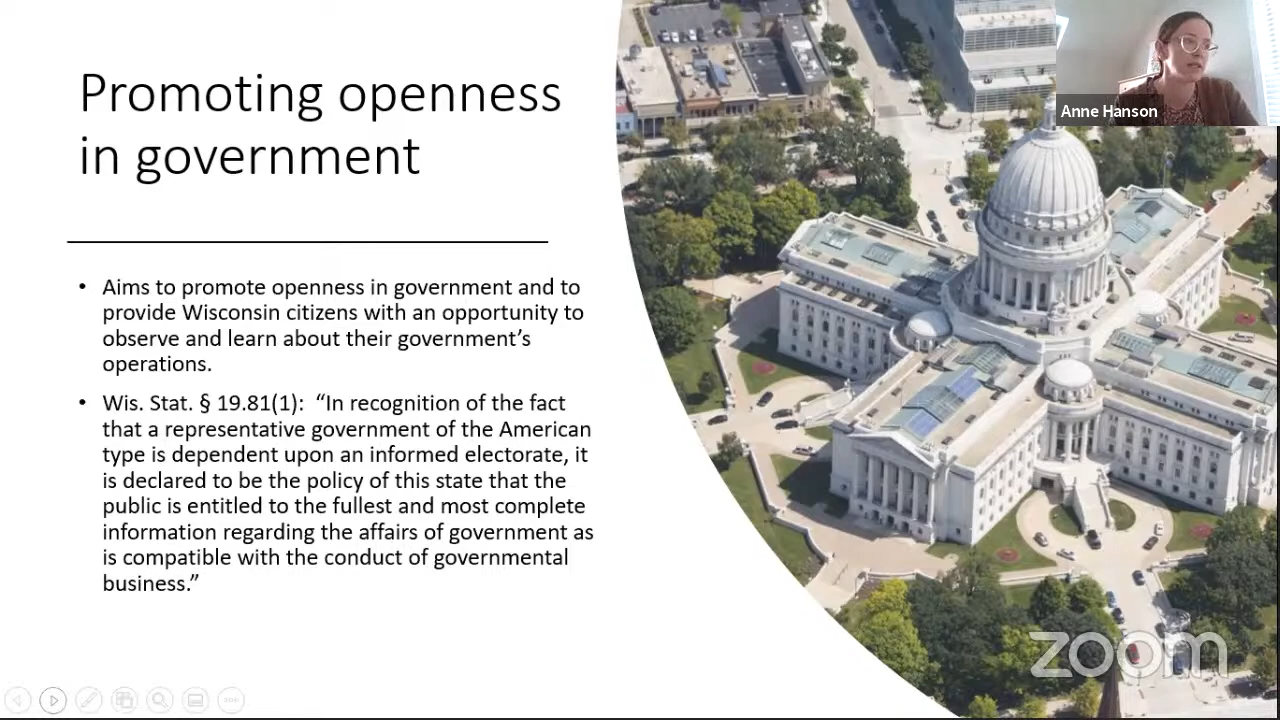 Promoting openness
in government
• Aims to promote openness in government and to
provide Wisconsin citizens with an opportunity to
observe and learn about their government’s
operations.
• Wis. Stat. § 19.81(1):  “In recognition of the fact
that a representative government of the American
type is dependent upon an informed electorate, it
is declared to be the policy of this state that the
public is entitled to the fullest and most complete
information regarding the affairs of government as
is compatible with the conduct of governmental
business.”
Anne Hanson
zoom